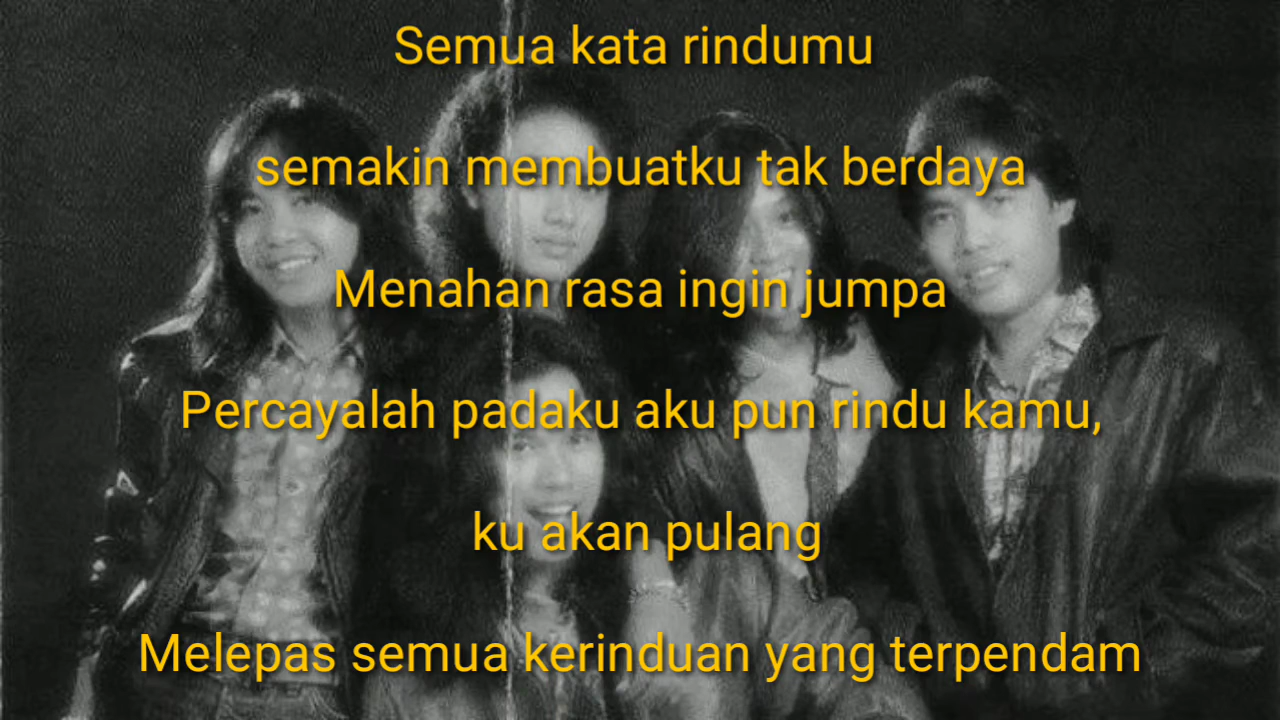 Semua kata rindumu
semakin membuatku tak berdaya
Menahan rasa ingin jumpa
Percayalah padaku aku pun rindu kamu,
ku akan pulang
Melepas semua kerinduan yang terpendam